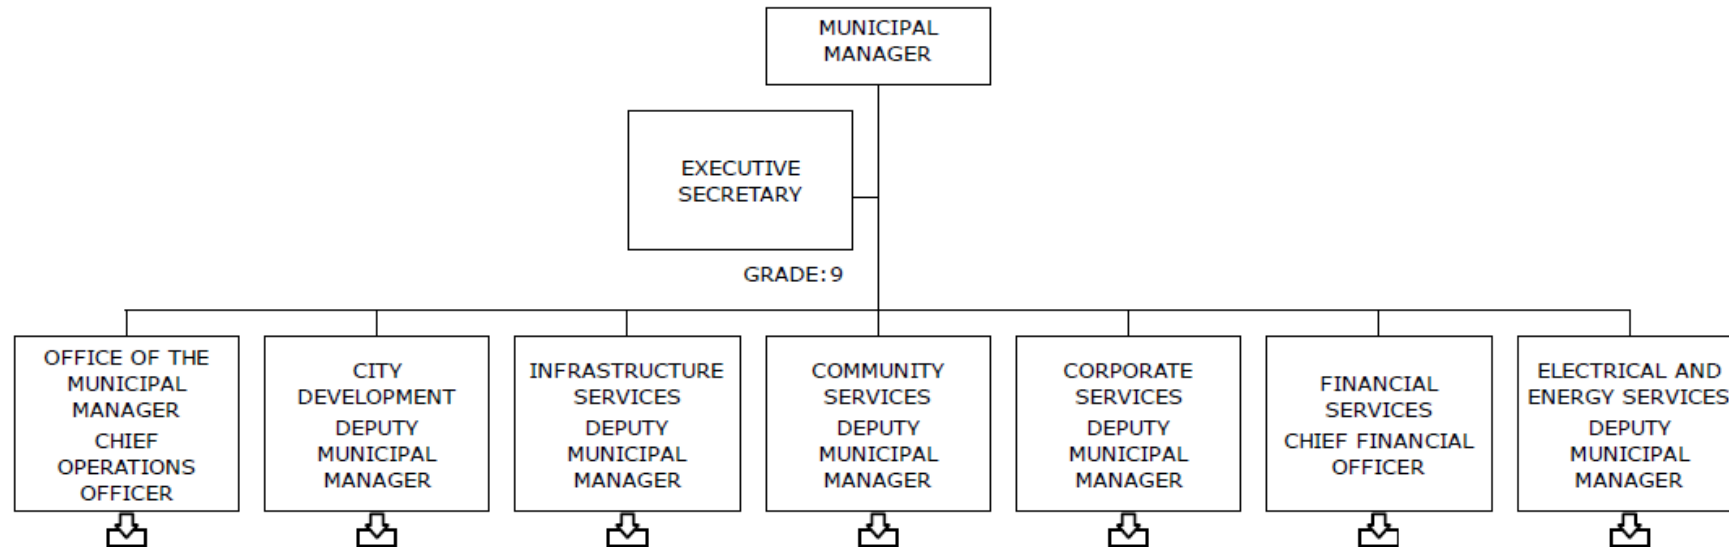 MUNICIPAL
MANAGER
EXECUTIVE
SECRETARY
GRADE:9
OFFICE OF THE
MUNICIPAL
MANAGER
CHIEF
OPERATIONS
OFFICER
CITY
DEVELOPMENT
DEPUTY
MUNICIPAL
MANAGER
INFRASTRUCTURE
SERVICES
DEPUTY
MUNICIPAL
MANAGER
COMMUNITY
SERVICES
DEPUTY
MUNICIPAL
MANAGER
CORPORATE
SERVICES
DEPUTY
MUNICIPAL
MANAGER
FINANCIAL
SERVICES
CHIEF FINANCIAL
OFFICER
ELECTRICAL AND
ENERGY SERVICES
DEPUTY
MUNICIPAL
MANAGER